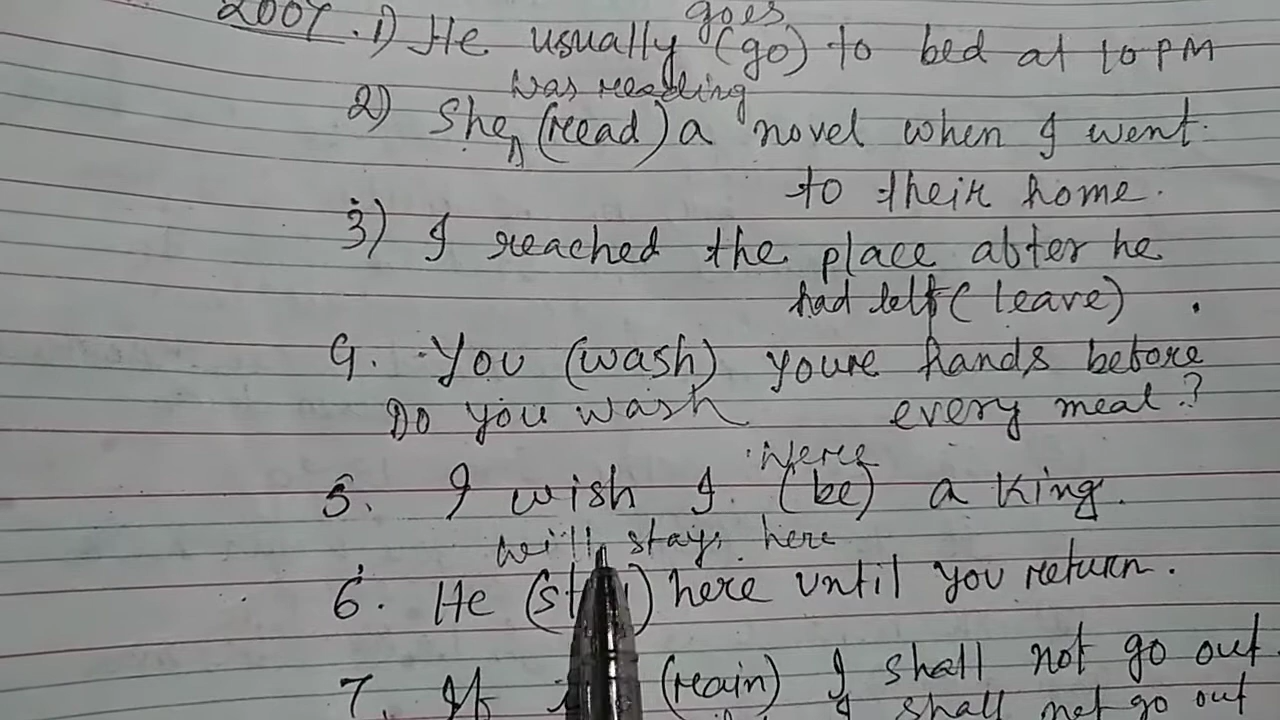 goes
2007. 1) He usually (go) to bed at 10 PM
was reading
2) She (read) a novel when I went
to their home.
3) I reached the place after he
had left (leave)
4. You (wash) youre hands before
Do you wash every meal?
were
5. I wish I (be) a King.
will stays here
6. He here until you return.
7. If (rain) I shall not go out.
I shall not go out